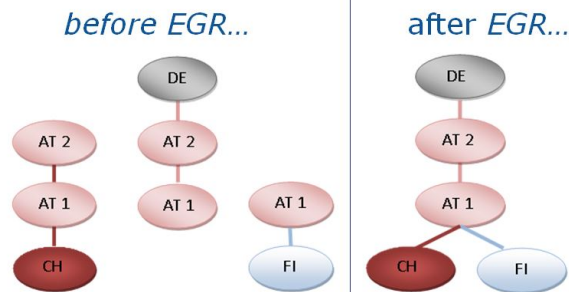 before EGR...
after EGR...
DE
DE
AT 2
AT 2
AT 2
AT 1
AT 1
AT 1
AT 1
CH
FI
CH
FI